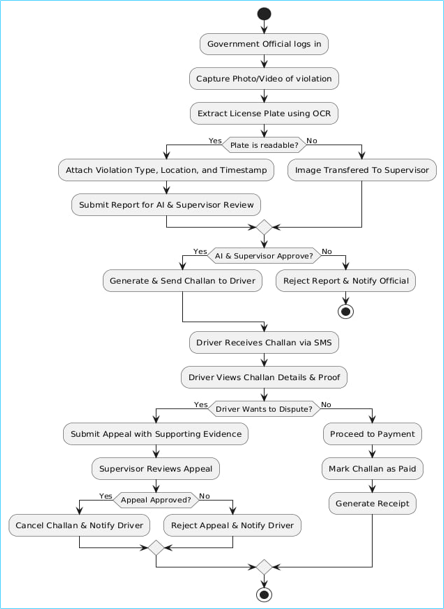 Government Official logs in
Capture Photo/Video of violation
Extract License Plate using OCR
Yes
Plate is readable?
No
Attach Violation Type, Location, and Timestamp
Image Transfered To Supervisor
Submit Report for AI & Supervisor Review
Yes
AI & Supervisor Approve?
No
Generate & Send Challan to Driver
Reject Report & Notify Official
Driver Receives Challan via SMS
Driver Views Challan Details & Proof
Yes
Driver Wants to Dispute?
No
Submit Appeal with Supporting Evidence
Proceed to Payment
Supervisor Reviews Appeal
Mark Challan as Paid
Yes
Appeal Approved?
No
Generate Receipt
Cancel Challan & Notify Driver
Reject Appeal & Notify Driver